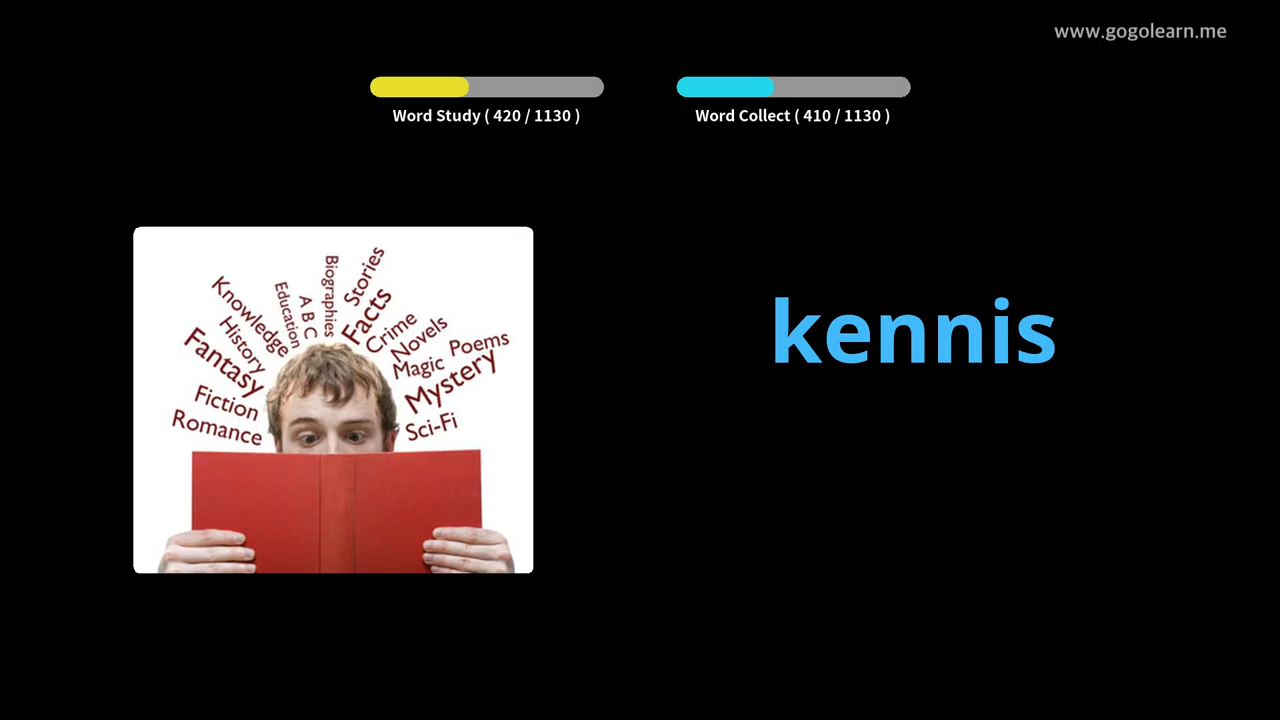 www.gogolearn.me
Word Study ( 420 / 1130 )
Word Collect ( 410 / 1130 )
kennis
Biographies
Stories
Education
A B C
Facts
Knowledge
Crime
History
Novels
Poems
Fantasy
Magic
Mystery
Fiction
Romance
Sci-Fi